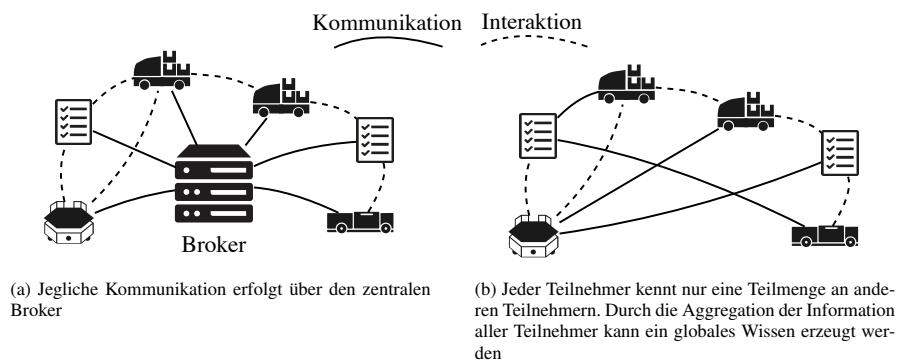 Kommunikation Interaktion
Broker
(a) Jegliche Kommunikation erfolgt über den zentralen
Broker
(b) Jeder Teilnehmer kennt nur eine Teilmenge an ande-
ren Teilnehmern. Durch die Aggregation der Information
aller Teilnehmer kann ein globales Wissen erzeugt wer-
den